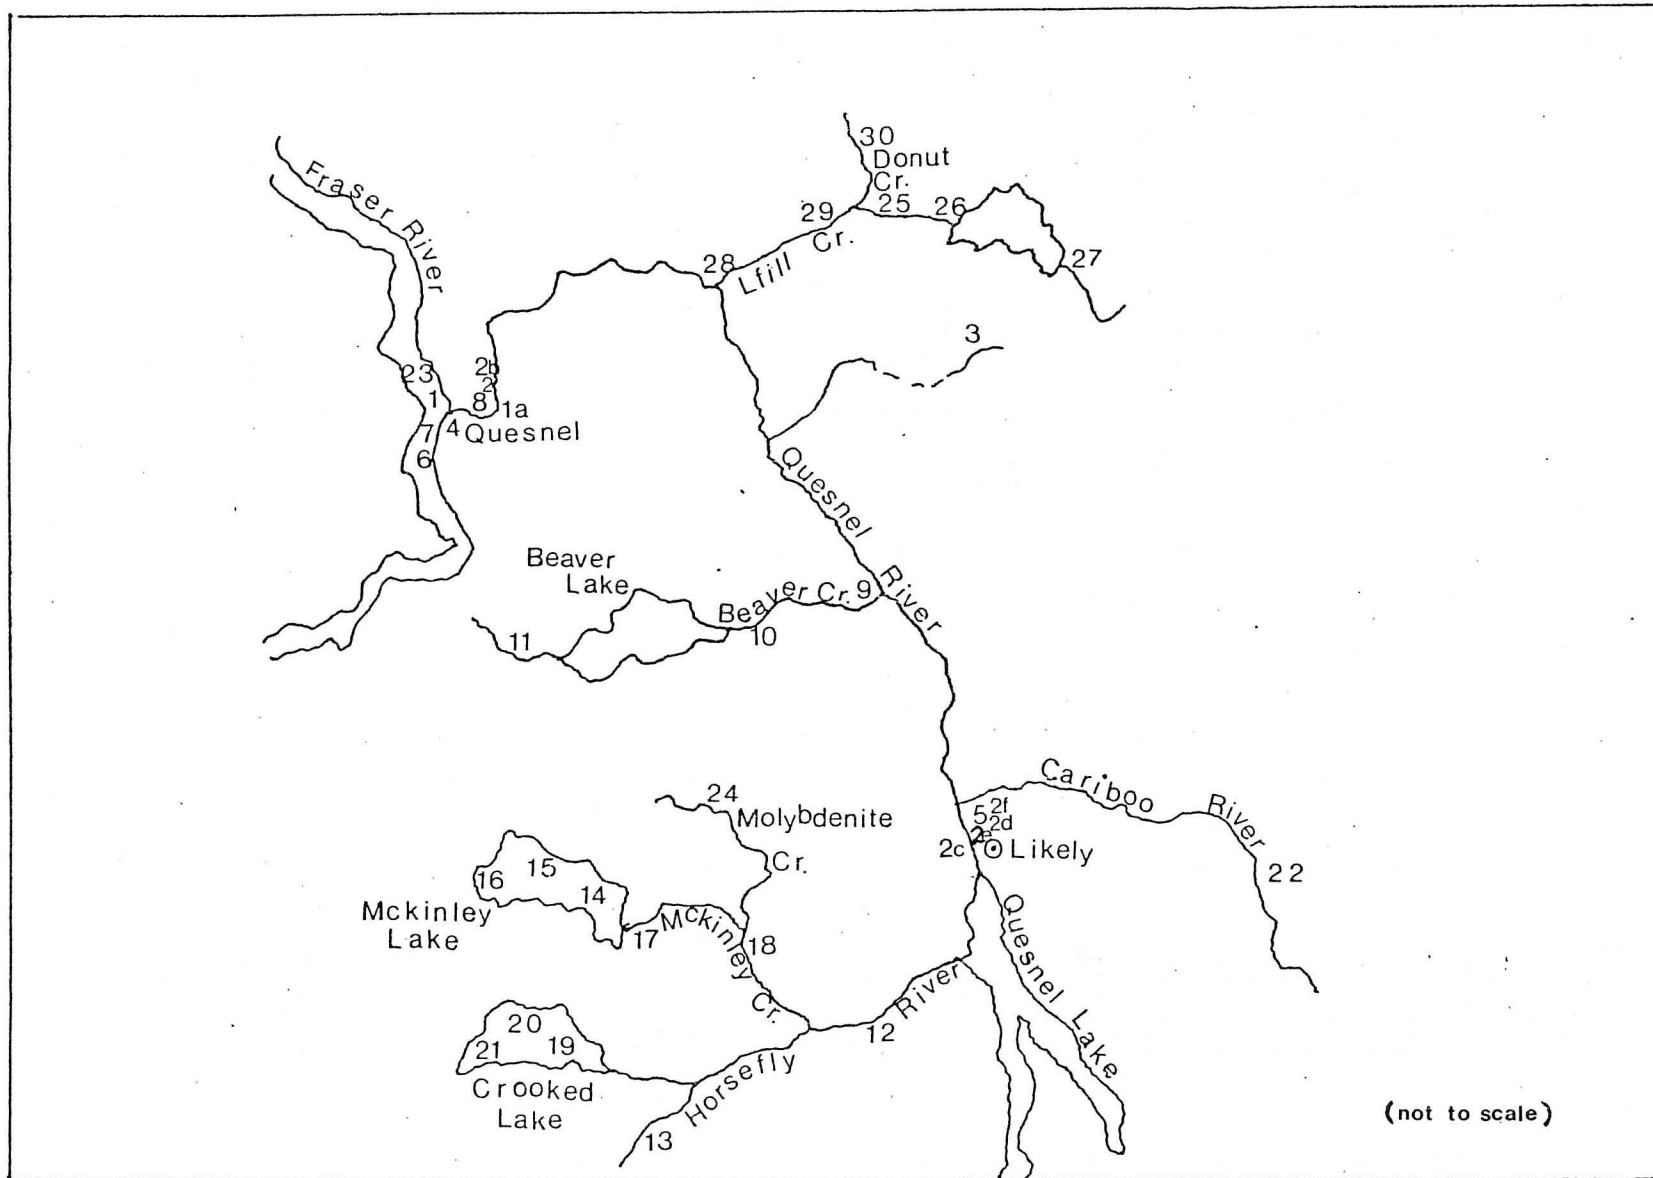 30
Donut
Cr.
Fraser River
29
25
26
Lfill Cr.
28
27
3
23
2b
2
1
8
1a
7
4
Quesnel
6
Quesnel River
Beaver
Lake
Beaver Cr.
9
10
11
Cariboo River
24
Molybdenite
Cr.
5
2f
2d
2e
2c
Likely
22
15
16
14
Mckinley
Lake
17
Mckinley Cr.
18
Quesnel Lake
20
21
19
Crooked
Lake
12
Horsefly River
13
(not to scale)